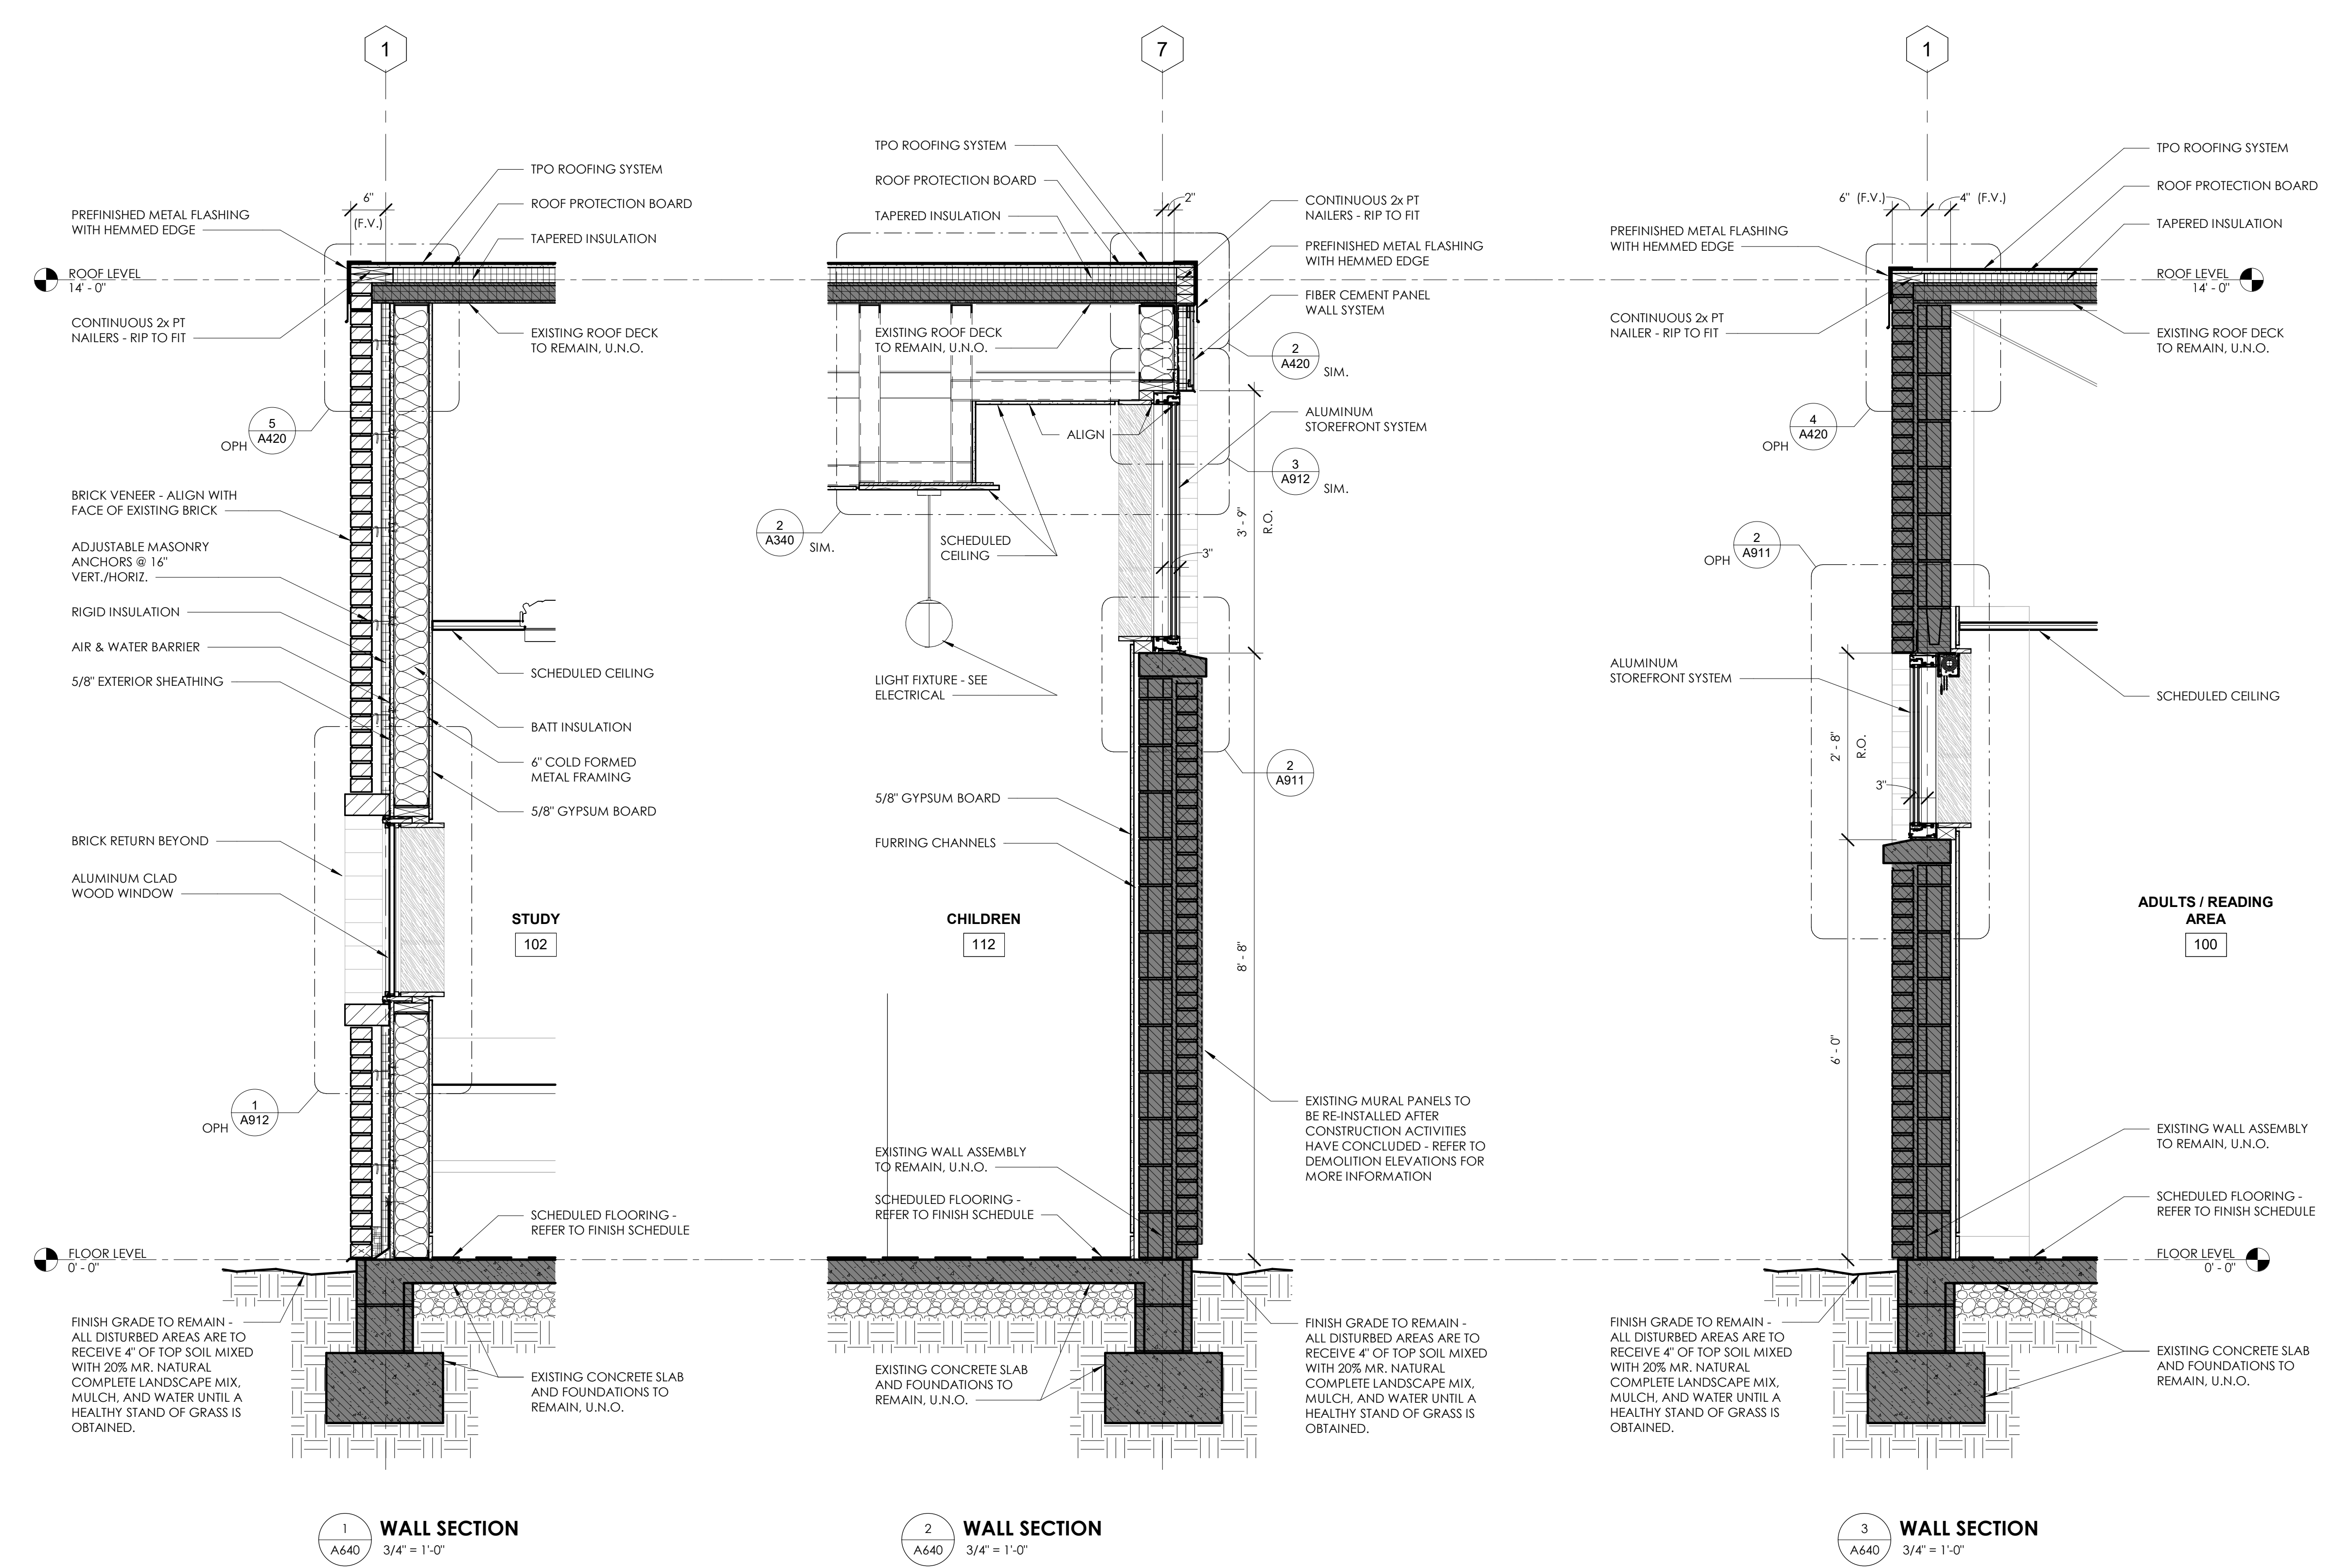 1
6"
(F.V.)
TPO ROOFING SYSTEM
ROOF PROTECTION BOARD
TAPERED INSULATION
PREFINISHED METAL FLASHING
WITH HEMMED EDGE
ROOF LEVEL
14' - 0"
CONTINUOUS 2x PT
NAILERS - RIP TO FIT
EXISTING ROOF DECK
TO REMAIN, U.N.O.
5
A420
OPH
BRICK VENEER - ALIGN WITH
FACE OF EXISTING BRICK
ADJUSTABLE MASONRY
ANCHORS @ 16"
VERT./HORIZ.
RIGID INSULATION
AIR & WATER BARRIER
5/8" EXTERIOR SHEATHING
SCHEDULED CEILING
BATT INSULATION
6" COLD FORMED
METAL FRAMING
5/8" GYPSUM BOARD
BRICK RETURN BEYOND
ALUMINUM CLAD
WOOD WINDOW
STUDY
102
1
A912
OPH
SCHEDULED FLOORING -
REFER TO FINISH SCHEDULE
FLOOR LEVEL
0' - 0"
FINISH GRADE TO REMAIN -
ALL DISTURBED AREAS ARE TO
RECEIVE 4" OF TOP SOIL MIXED
WITH 20% MR. NATURAL
COMPLETE LANDSCAPE MIX,
MULCH, AND WATER UNTIL A
HEALTHY STAND OF GRASS IS
OBTAINED.
EXISTING CONCRETE SLAB
AND FOUNDATIONS TO
REMAIN, U.N.O.
1
A640
WALL SECTION
3/4" = 1'-0"
7
TPO ROOFING SYSTEM
ROOF PROTECTION BOARD
TAPERED INSULATION
2"
CONTINUOUS 2x PT
NAILERS - RIP TO FIT
PREFINISHED METAL FLASHING
WITH HEMMED EDGE
FIBER CEMENT PANEL
WALL SYSTEM
EXISTING ROOF DECK
TO REMAIN, U.N.O.
2
A420
SIM.
ALUMINUM
STOREFRONT SYSTEM
ALIGN
3
A912
SIM.
2
A340
SIM.
SCHEDULED
CEILING
3' - 9"
R.O.
3"
LIGHT FIXTURE - SEE
ELECTRICAL
2
A911
5/8" GYPSUM BOARD
FURRING CHANNELS
CHILDREN
112
8' - 8"
EXISTING MURAL PANELS TO
BE RE-INSTALLED AFTER
CONSTRUCTION ACTIVITIES
HAVE CONCLUDED - REFER TO
DEMOLITION ELEVATIONS FOR
MORE INFORMATION
EXISTING WALL ASSEMBLY
TO REMAIN, U.N.O.
SCHEDULED FLOORING -
REFER TO FINISH SCHEDULE
EXISTING CONCRETE SLAB
AND FOUNDATIONS TO
REMAIN, U.N.O.
FINISH GRADE TO REMAIN -
ALL DISTURBED AREAS ARE TO
RECEIVE 4" OF TOP SOIL MIXED
WITH 20% MR. NATURAL
COMPLETE LANDSCAPE MIX,
MULCH, AND WATER UNTIL A
HEALTHY STAND OF GRASS IS
OBTAINED.
2
A640
WALL SECTION
3/4" = 1'-0"
1
6" (F.V.)
4" (F.V.)
TPO ROOFING SYSTEM
ROOF PROTECTION BOARD
TAPERED INSULATION
PREFINISHED METAL FLASHING
WITH HEMMED EDGE
ROOF LEVEL
14' - 0"
CONTINUOUS 2x PT
NAILER - RIP TO FIT
EXISTING ROOF DECK
TO REMAIN, U.N.O.
4
A420
OPH
2
A911
OPH
ALUMINUM
STOREFRONT SYSTEM
SCHEDULED CEILING
2' - 8"
R.O.
3"
ADULTS / READING
AREA
100
6' - 0"
EXISTING WALL ASSEMBLY
TO REMAIN, U.N.O.
SCHEDULED FLOORING -
REFER TO FINISH SCHEDULE
FLOOR LEVEL
0' - 0"
FINISH GRADE TO REMAIN -
ALL DISTURBED AREAS ARE TO
RECEIVE 4" OF TOP SOIL MIXED
WITH 20% MR. NATURAL
COMPLETE LANDSCAPE MIX,
MULCH, AND WATER UNTIL A
HEALTHY STAND OF GRASS IS
OBTAINED.
EXISTING CONCRETE SLAB
AND FOUNDATIONS TO
REMAIN, U.N.O.
3
A640
WALL SECTION
3/4" = 1'-0"